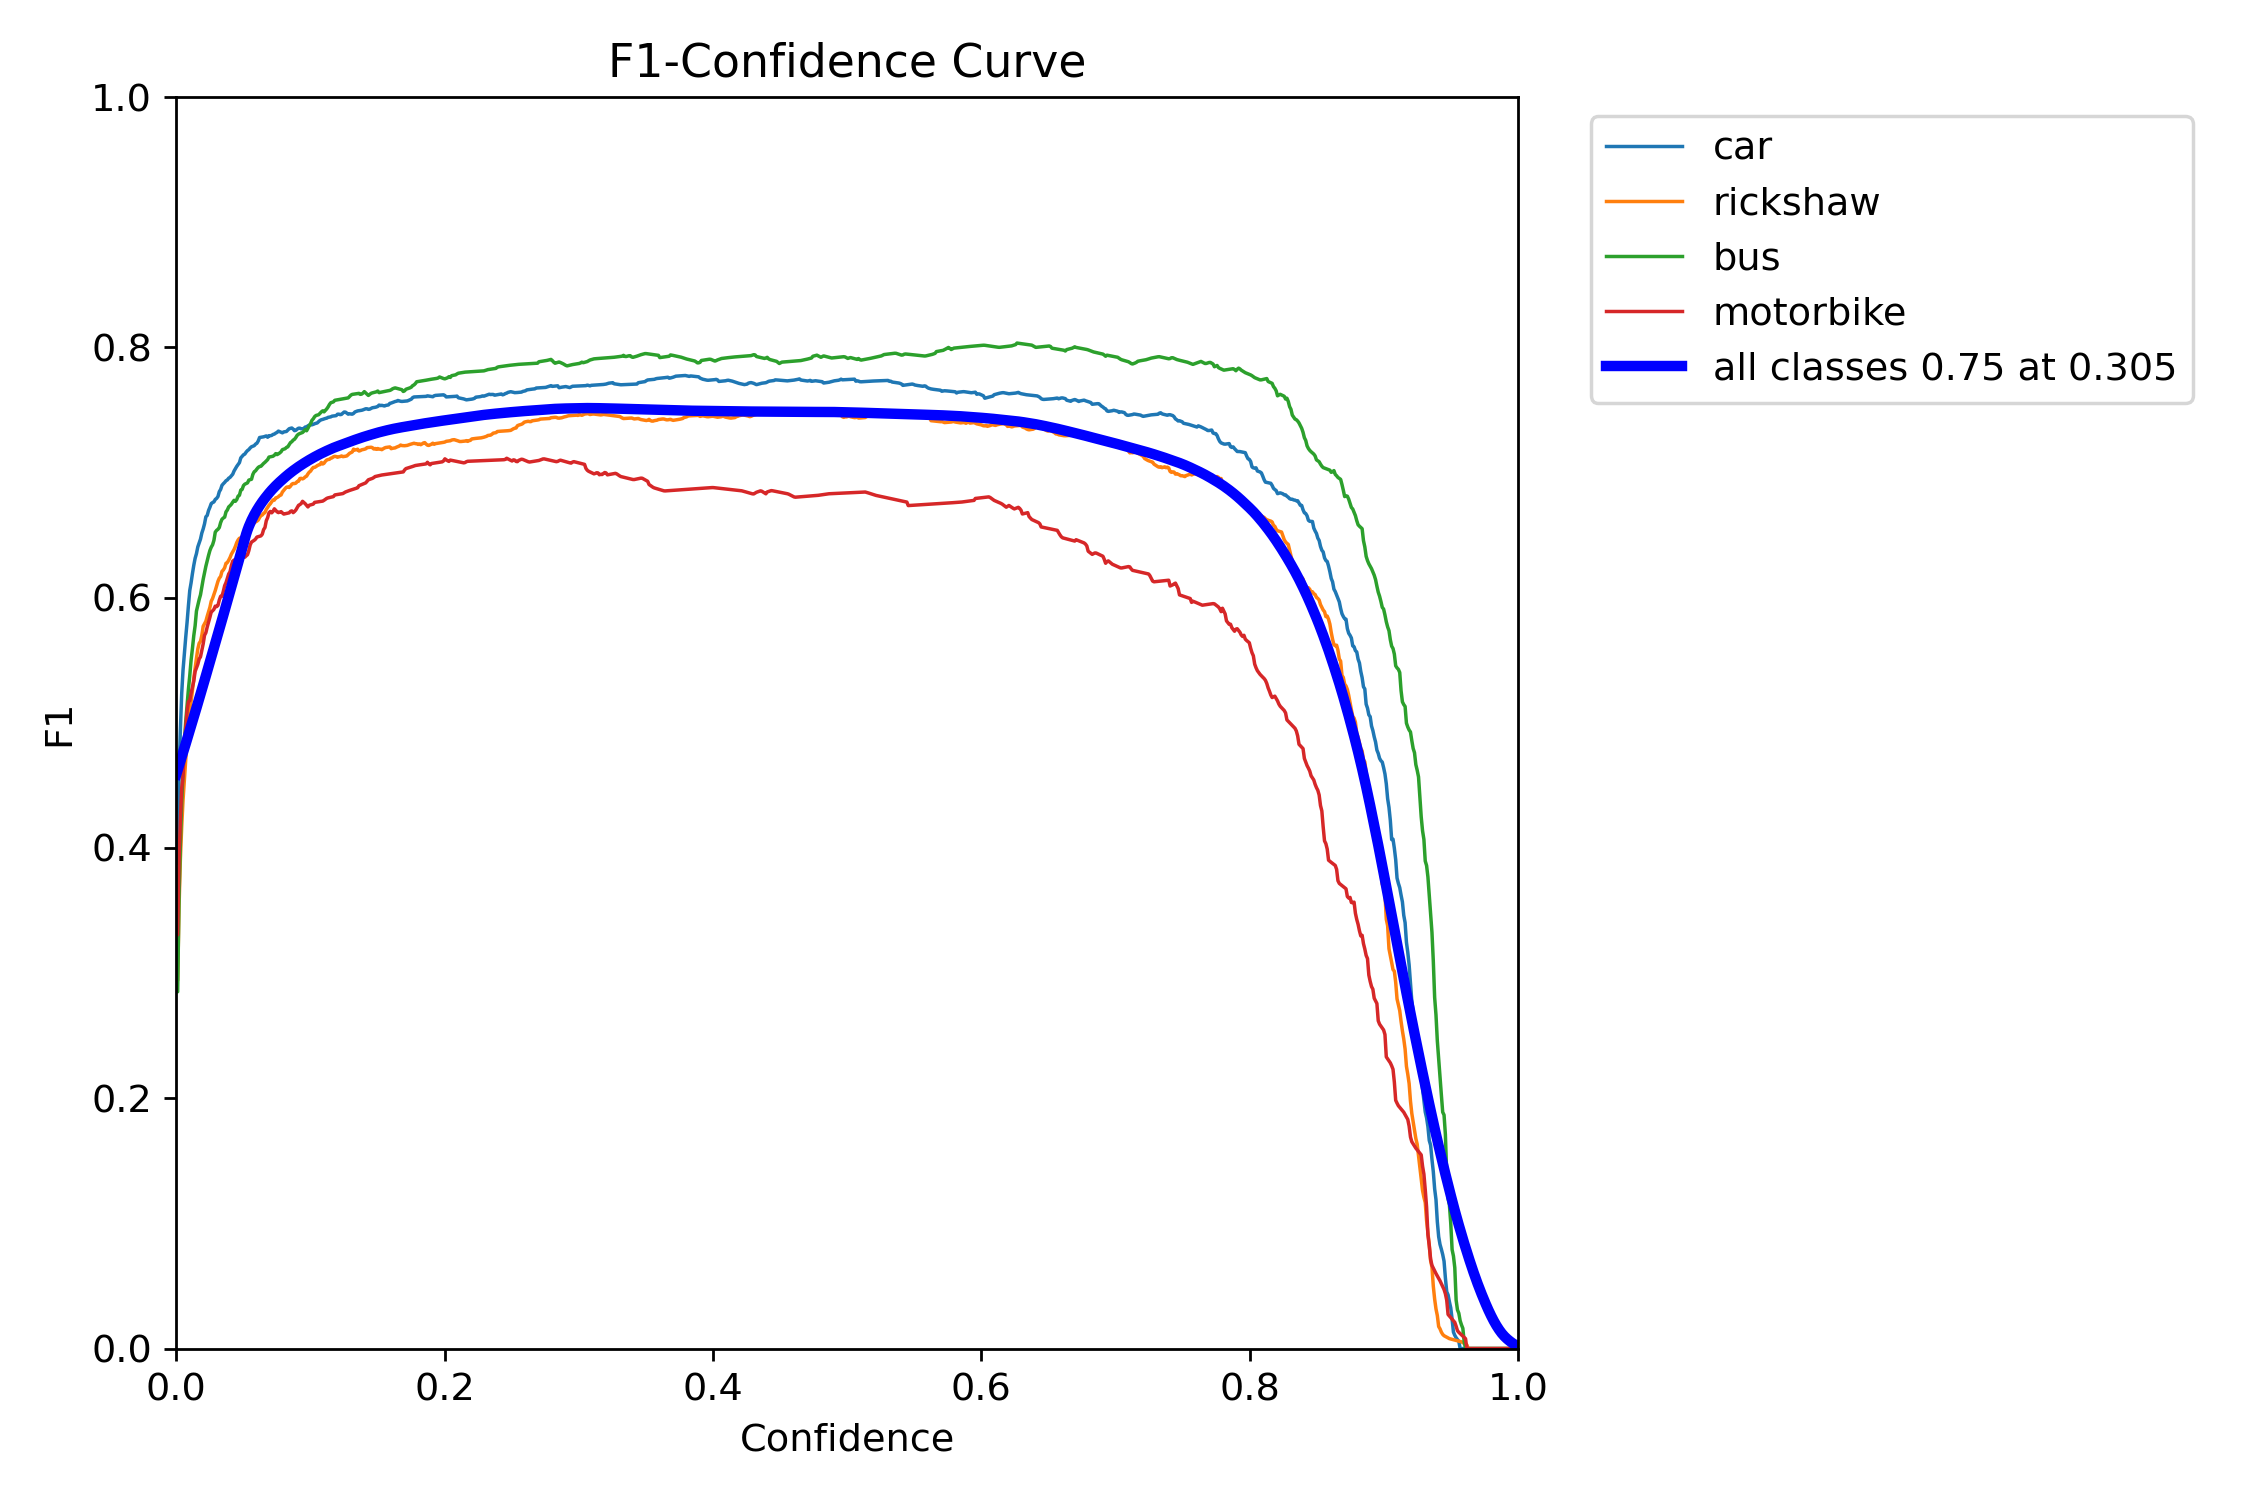 F1-Confidence Curve
1.0
0.8
0.6
0.4
0.2
0.0
F1
0.0 0.2 0.4 0.6 0.8 1.0
Confidence
car
rickshaw
bus
motorbike
all classes 0.75 at 0.305